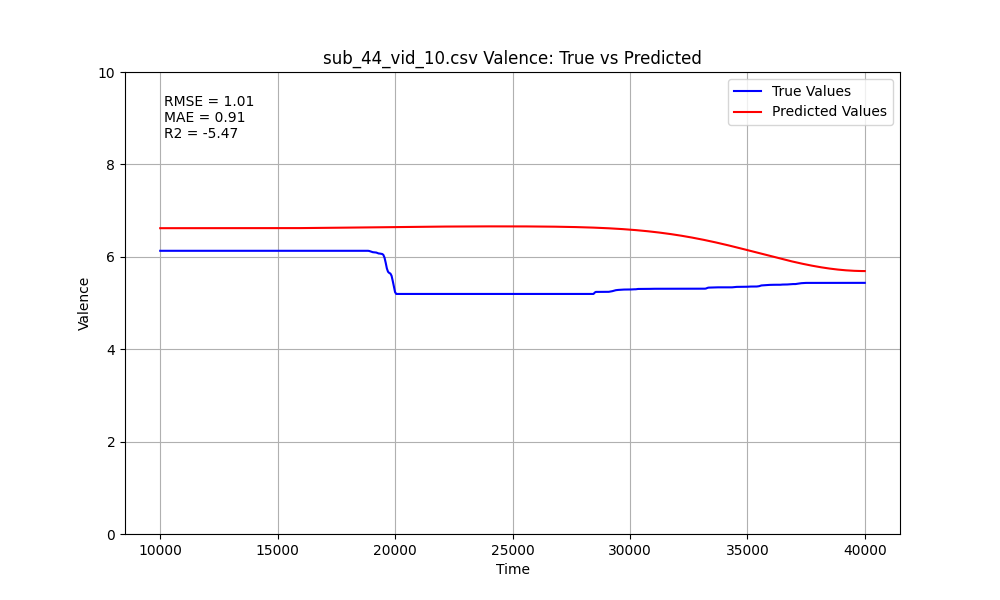 sub_44_vid_10.csv Valence: True vs Predicted
RMSE = 1.01
MAE = 0.91
R2 = -5.47
True Values
Predicted Values
10
8
6
4
2
0
Valence
10000 15000 20000 25000 30000 35000 40000
Time